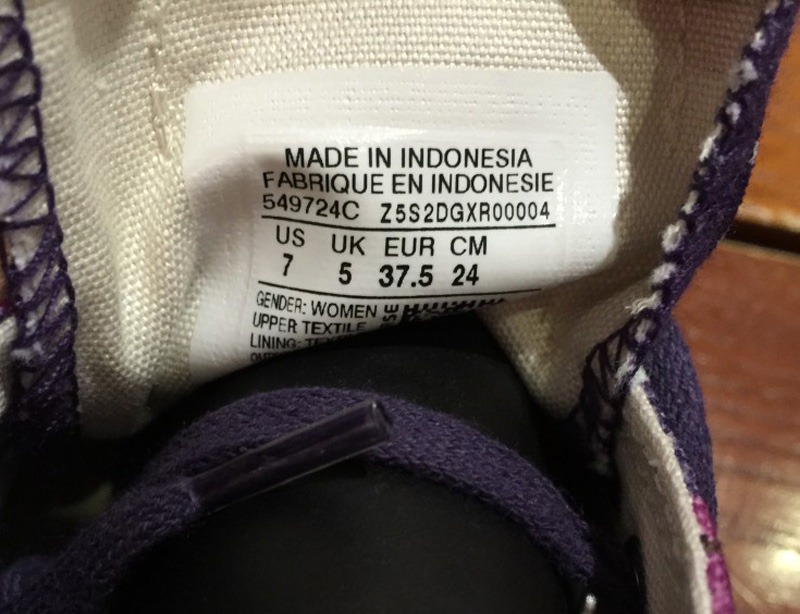 MADE IN INDONESIA
FABRIQUE EN INDONESIE
549724C Z5S2DGXR00004
US UK EUR CM
7 5 37.5 24
GENDER: WOMEN
UPPER TEXTILE
LINING: